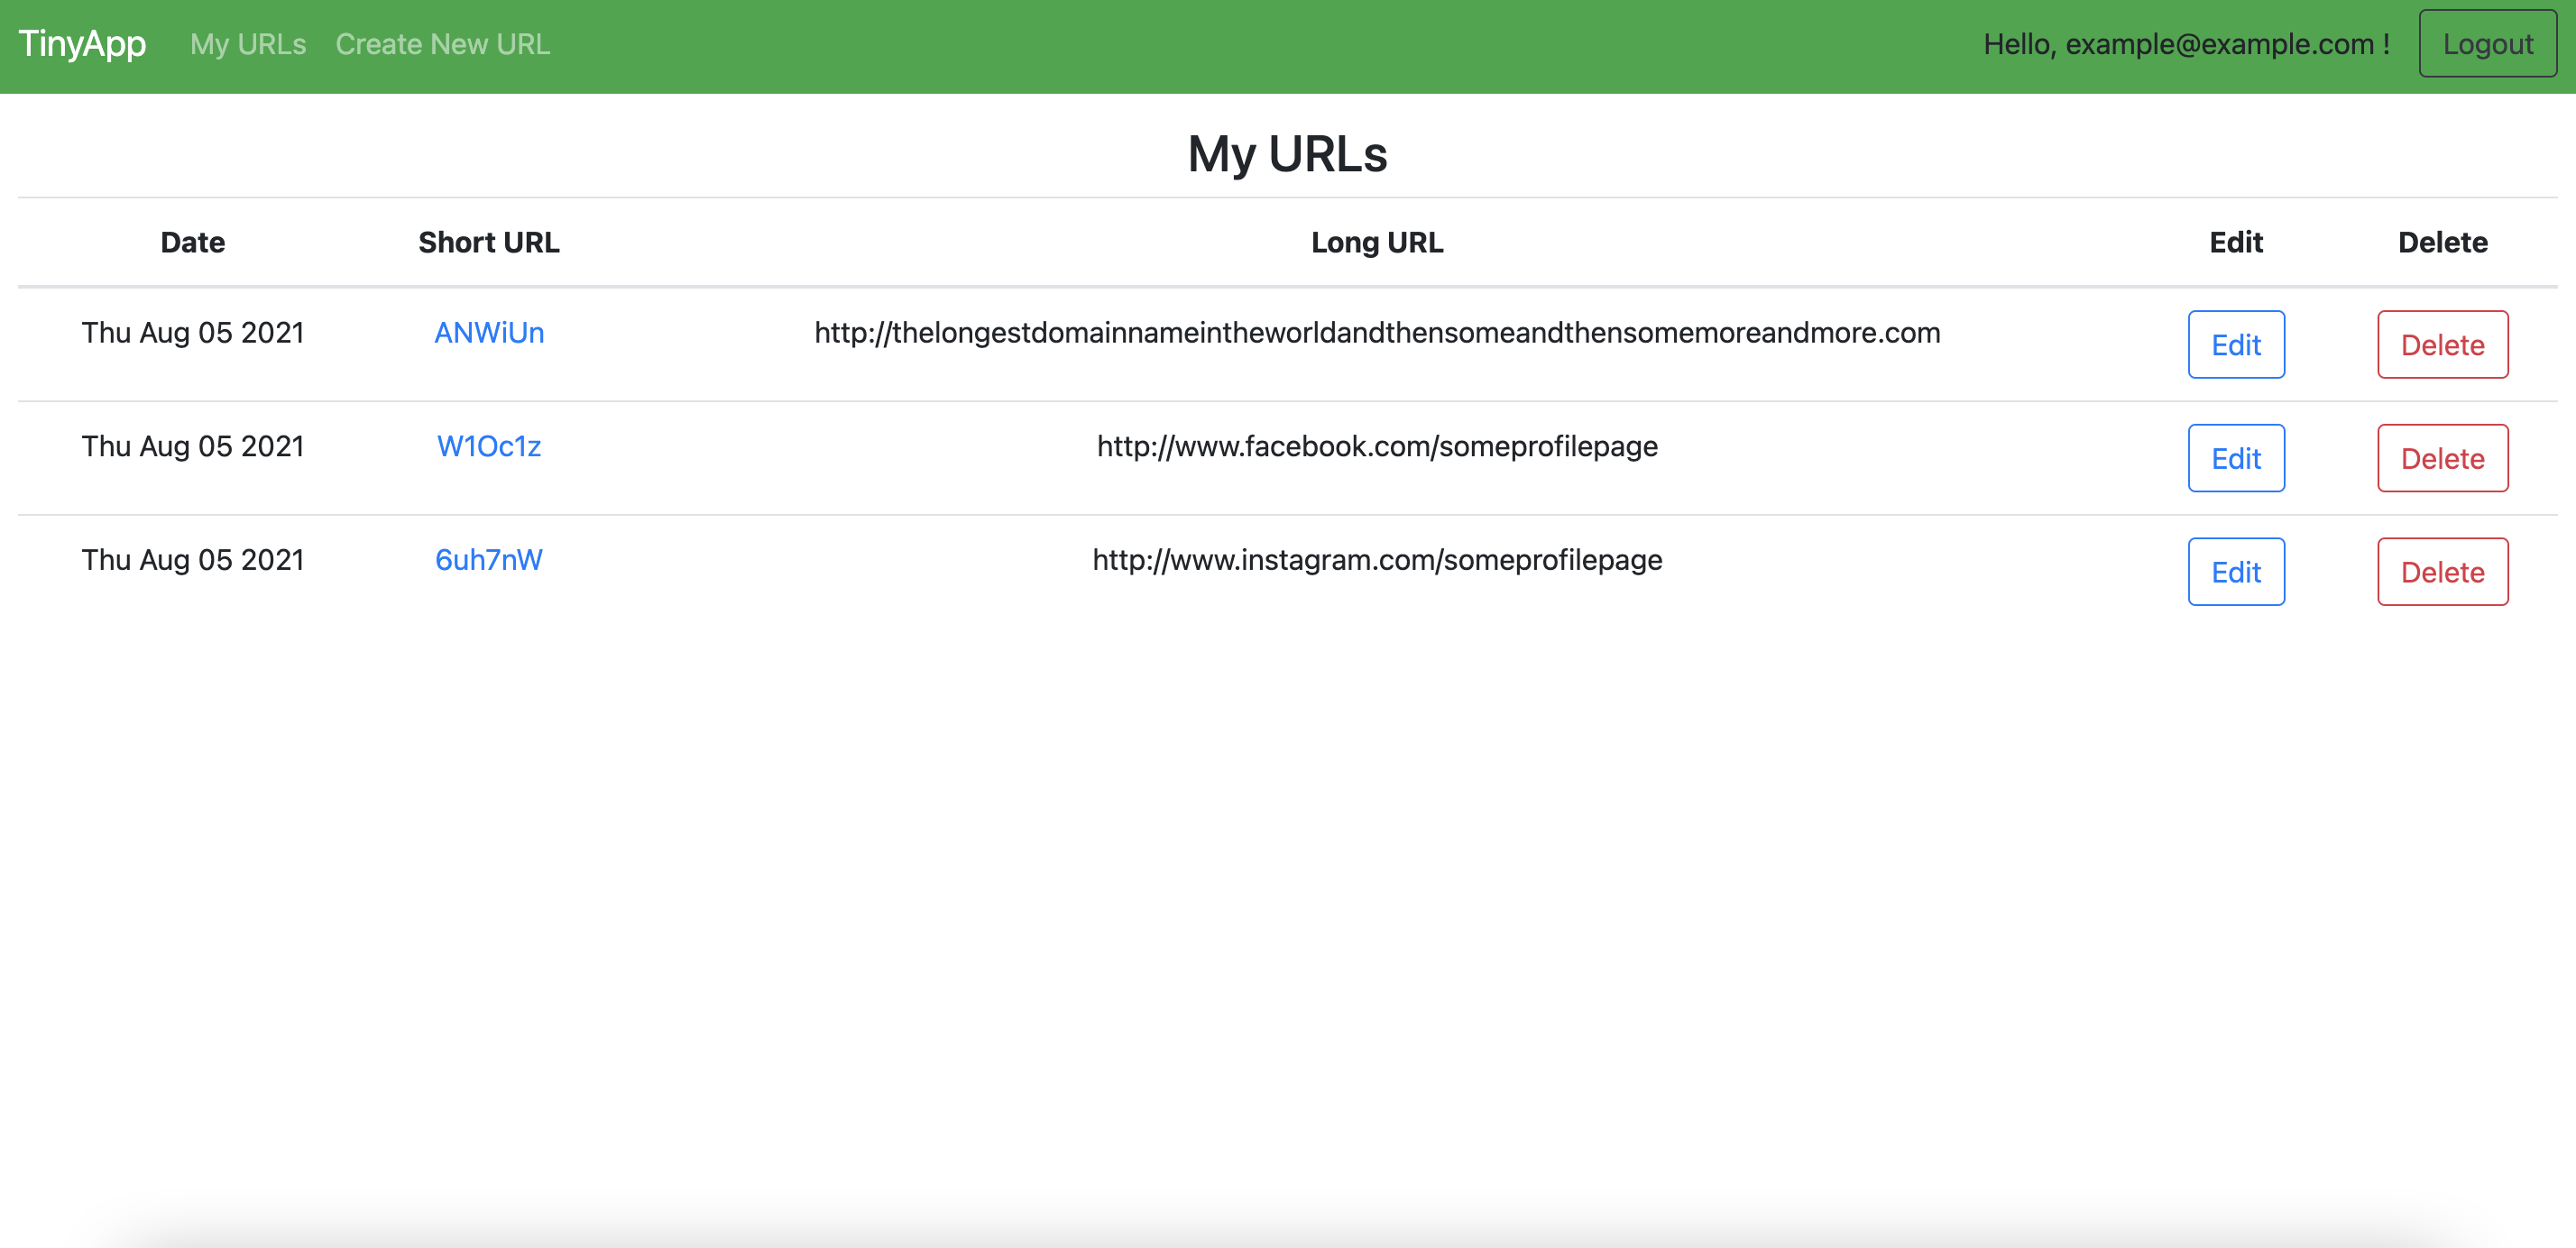 TinyApp My URLs Create New URL Hello, example@example.com ! Logout
My URLs
Date Short URL Long URL Edit Delete
Thu Aug 05 2021 ANWiUn http://thelongestdomainnameintheworldandthensomeandthensomemoreandmore.com Edit Delete
Thu Aug 05 2021 W1Oc1z http://www.facebook.com/someprofilepage Edit Delete
Thu Aug 05 2021 6uh7nW http://www.instagram.com/someprofilepage Edit Delete